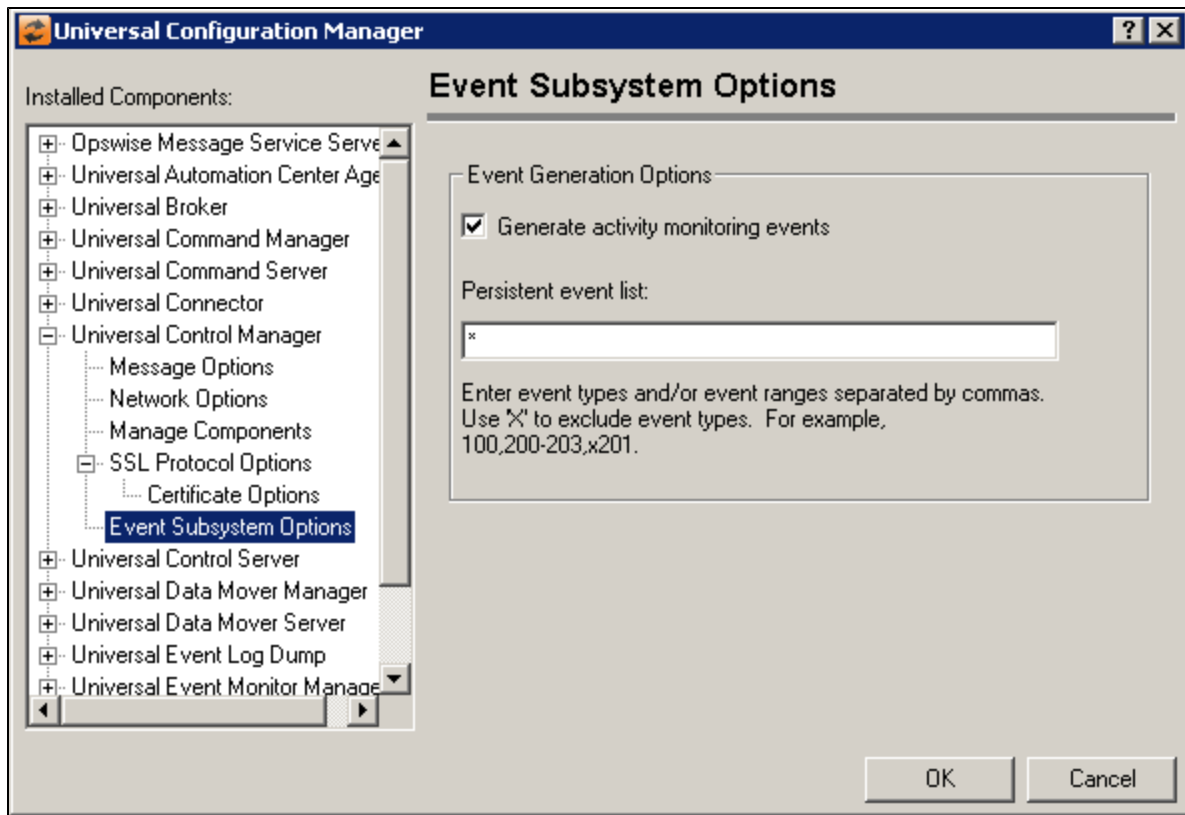 Universal Configuration Manager
Installed Components:
Opswise Message Service Serve
Universal Automation Center Age
Universal Broker
Universal Command Manager
Universal Command Server
Universal Connector
Universal Control Manager
Message Options
Network Options
Manage Components
SSL Protocol Options
Certificate Options
Event Subsystem Options
Universal Control Server
Universal Data Mover Manager
Universal Data Mover Server
Universal Event Log Dump
Universal Event Monitor Manage
Event Subsystem Options
Event Generation Options
Generate activity monitoring events
Persistent event list:
*
Enter event types and/or event ranges separated by commas.
Use 'X' to exclude event types. For example,
100,200-203,x201.
OK
Cancel